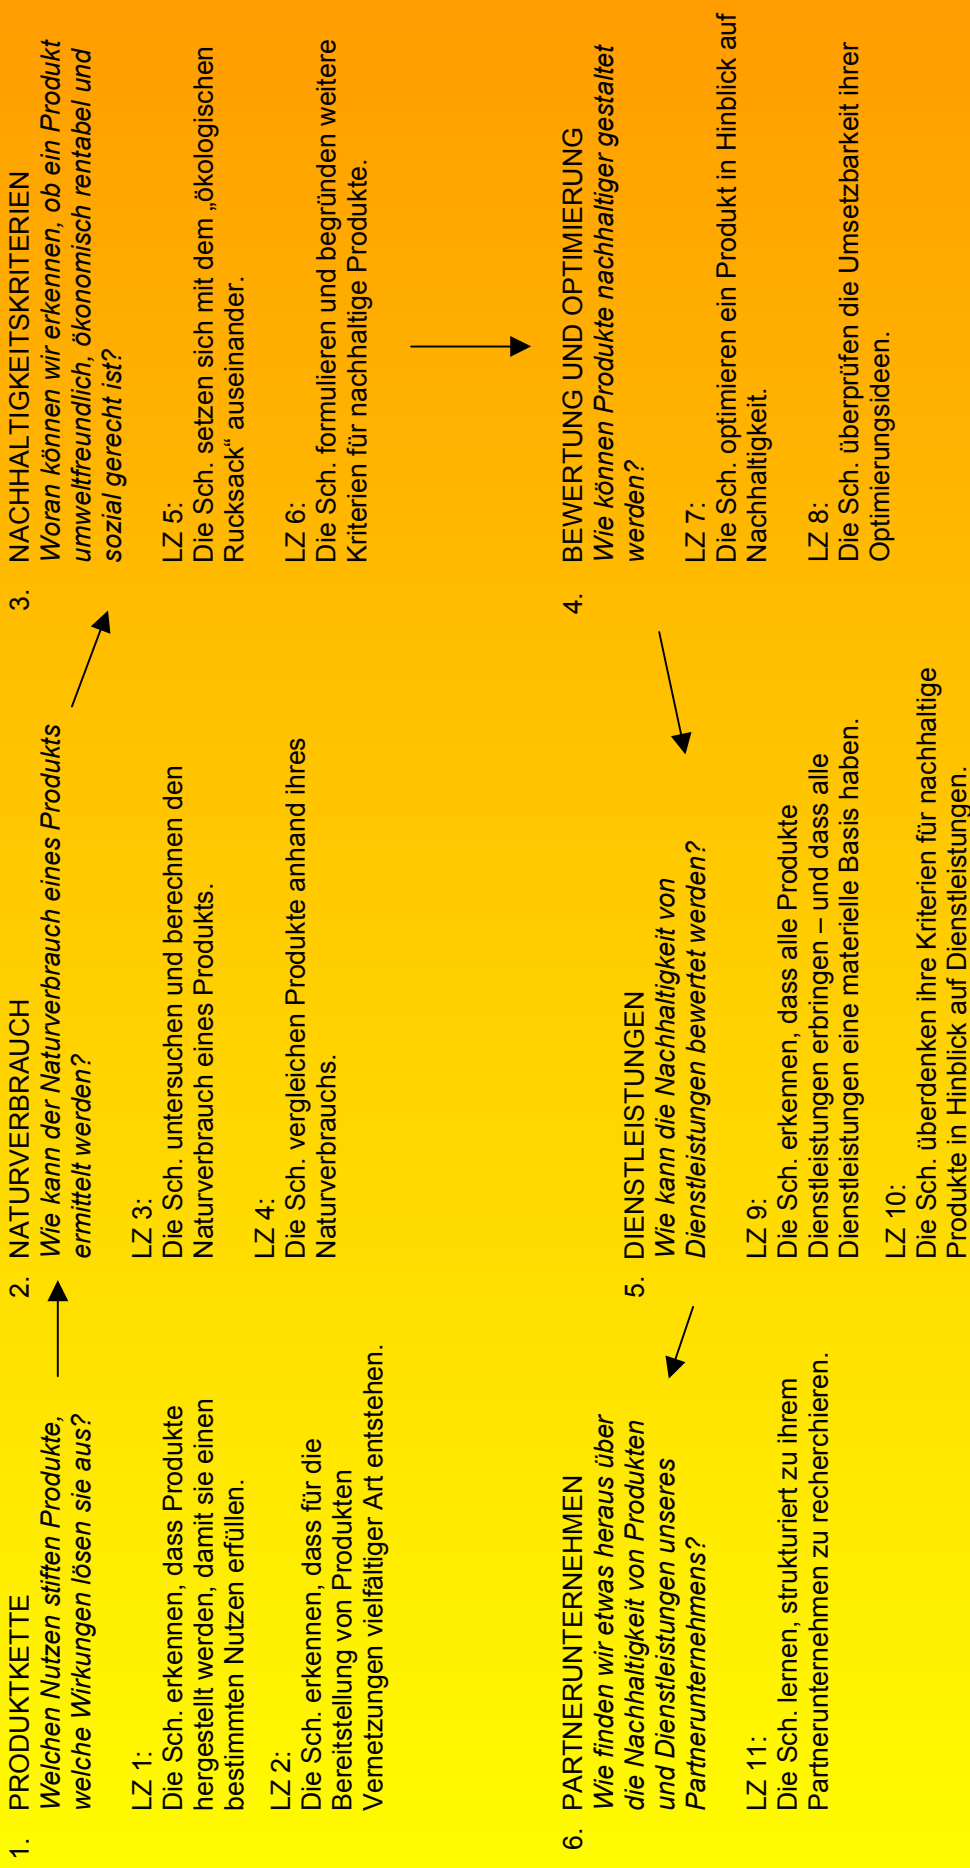 1. PRODUKTKETTE
Welchen Nutzen stiften Produkte,
welche Wirkungen lösen sie aus?
LZ 1:
Die Sch. erkennen, dass Produkte
hergestellt werden, damit sie einen
bestimmten Nutzen erfüllen.
LZ 2:
Die Sch. erkennen, dass für die
Bereitstellung von Produkten
Vernetzungen vielfältiger Art entstehen.
2. NATURVERBRAUCH
Wie kann der Naturverbrauch eines Produkts
ermittelt werden?
LZ 3:
Die Sch. untersuchen und berechnen den
Naturverbrauch eines Produkts.
LZ 4:
Die Sch. vergleichen Produkte anhand ihres
Naturverbrauchs.
3. NACHHALTIGKEITSKRITERIEN
Woran können wir erkennen, ob ein Produkt
umweltfreundlich, ökonomisch rentabel und
sozial gerecht ist?
LZ 5:
Die Sch. setzen sich mit dem „ökologischen
Rucksack“ auseinander.
LZ 6:
Die Sch. formulieren und begründen weitere
Kriterien für nachhaltige Produkte.
4. BEWERTUNG UND OPTIMIERUNG
Wie können Produkte nachhaltiger gestaltet
werden?
LZ 7:
Die Sch. optimieren ein Produkt in Hinblick auf
Nachhaltigkeit.
LZ 8:
Die Sch. überprüfen die Umsetzbarkeit ihrer
Optimierungsideen.
5. DIENSTLEISTUNGEN
Wie kann die Nachhaltigkeit von
Dienstleistungen bewertet werden?
LZ 9:
Die Sch. erkennen, dass alle Produkte
Dienstleistungen erbringen – und dass alle
Dienstleistungen eine materielle Basis haben.
LZ 10:
Die Sch. überdenken ihre Kriterien für nachhaltige
Produkte in Hinblick auf Dienstleistungen.
6. PARTNERUNTERNEHMEN
Wie finden wir etwas heraus über
die Nachhaltigkeit von Produkten
und Dienstleistungen unseres
Partnerunternehmens?
LZ 11:
Die Sch. lernen, strukturiert zu ihrem
Partnerunternehmen zu recherchieren.